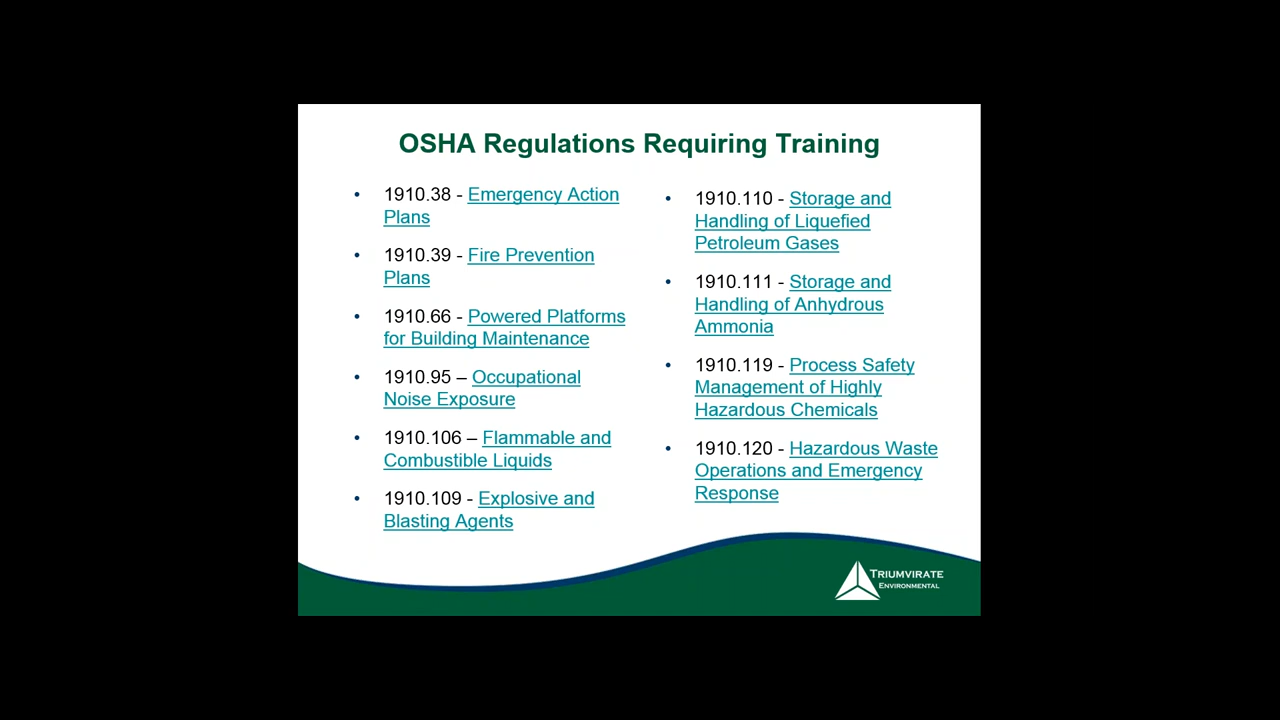 OSHA Regulations Requiring Training
• 1910.38 - Emergency Action
Plans
• 1910.39 - Fire Prevention
Plans
• 1910.66 - Powered Platforms
for Building Maintenance
• 1910.95 – Occupational
Noise Exposure
• 1910.106 – Flammable and
Combustible Liquids
• 1910.109 - Explosive and
Blasting Agents
• 1910.110 - Storage and
Handling of Liquefied
Petroleum Gases
• 1910.111 - Storage and
Handling of Anhydrous
Ammonia
• 1910.119 - Process Safety
Management of Highly
Hazardous Chemicals
• 1910.120 - Hazardous Waste
Operations and Emergency
Response
TRIUMVIRATE
ENVIRONMENTAL